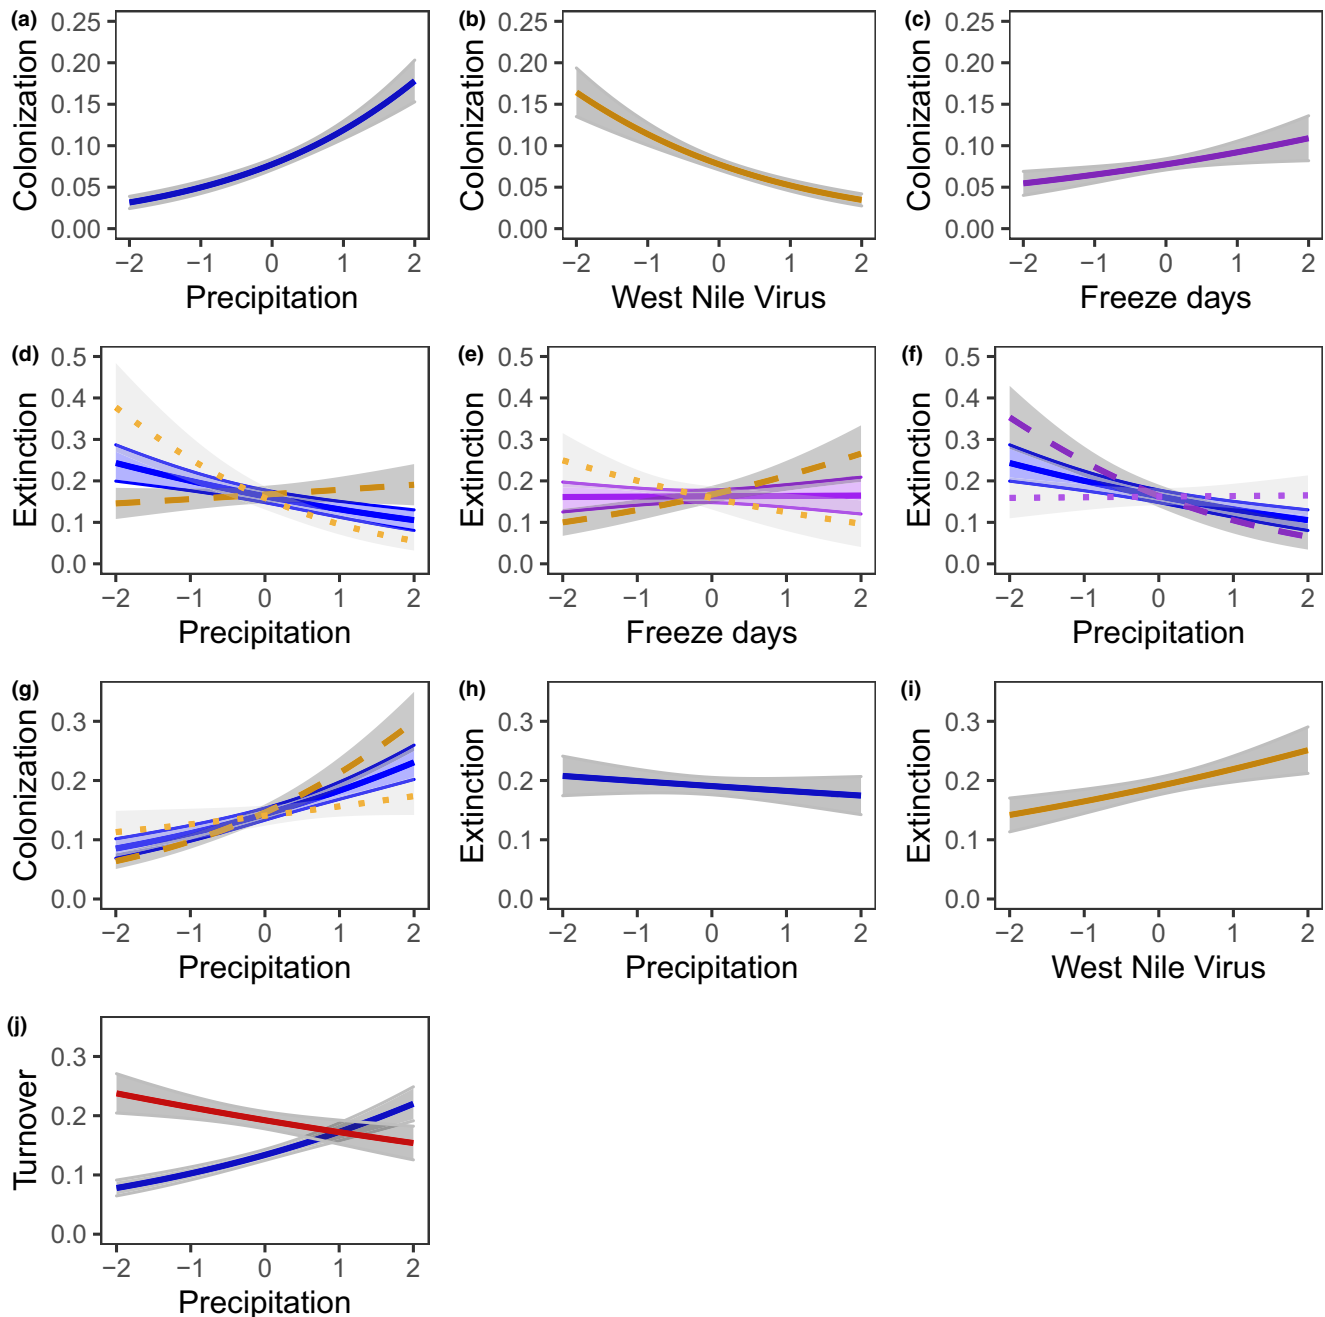 (a)
Colonization
0.25
0.20
0.15
0.10
0.05
0.00
−2 −1 0 1 2
Precipitation
(b)
Colonization
0.25
0.20
0.15
0.10
0.05
0.00
−2 −1 0 1 2
West Nile Virus
(c)
Colonization
0.25
0.20
0.15
0.10
0.05
0.00
−2 −1 0 1 2
Freeze days
(d)
Extinction
0.5
0.4
0.3
0.2
0.1
0.0
−2 −1 0 1 2
Precipitation
(e)
Extinction
0.5
0.4
0.3
0.2
0.1
0.0
−2 −1 0 1 2
Freeze days
(f)
Extinction
0.5
0.4
0.3
0.2
0.1
0.0
−2 −1 0 1 2
Precipitation
(g)
Colonization
0.3
0.2
0.1
0.0
−2 −1 0 1 2
Precipitation
(h)
Extinction
0.3
0.2
0.1
0.0
−2 −1 0 1 2
Precipitation
(i)
Extinction
0.3
0.2
0.1
0.0
−2 −1 0 1 2
West Nile Virus
(j)
Turnover
0.3
0.2
0.1
0.0
−2 −1 0 1 2
Precipitation